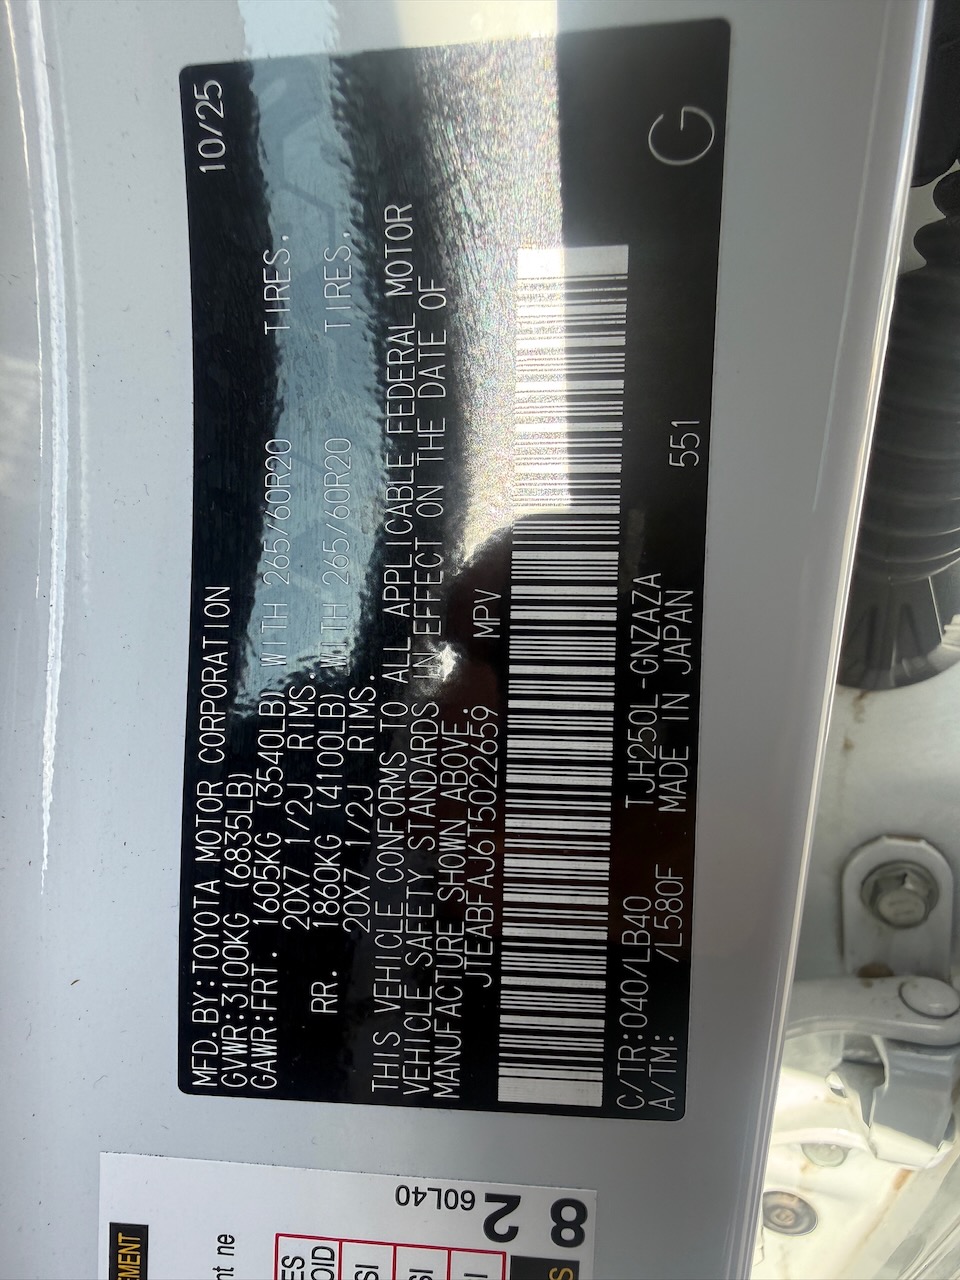 MFD.BY:TOYOTA MOTOR CORPORATION 10/25
GVWR:3100KG (6835LB)
GAWR:FRT. 1605KG (3540LB) WITH 265/60R20 TIRES.
20X7 1/2J RIMS.
RR. 1860KG (4100LB) WITH 265/60R20 TIRES.
20X7 1/2J RIMS.
THIS VEHICLE CONFORMS TO ALL APPLICABLE FEDERAL MOTOR
VEHICLE SAFETY STANDARDS IN EFFECT ON THE DATE OF
MANUFACTURE SHOWN ABOVE.
JTEABFAJ6T5022659 MPV
C/TR:040/LB40 TJH250L-GNZAZA
A/TM: /L580F MADE IN JAPAN 551 G
60L40
82